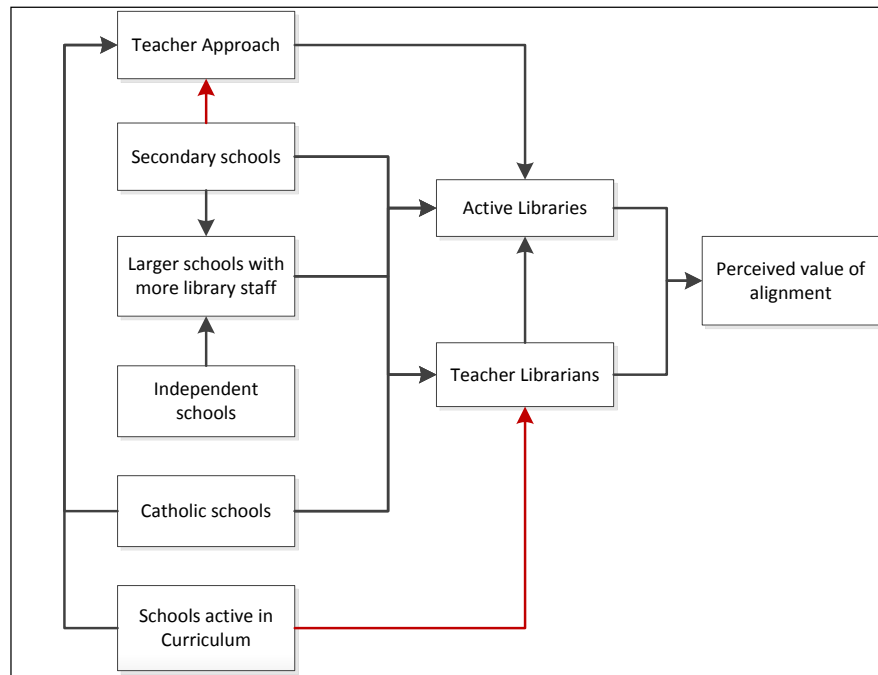 Teacher Approach
Secondary schools
Larger schools with
more library staff
Independent
schools
Catholic schools
Schools active in
Curriculum
Active Libraries
Teacher Librarians
Perceived value of
alignment